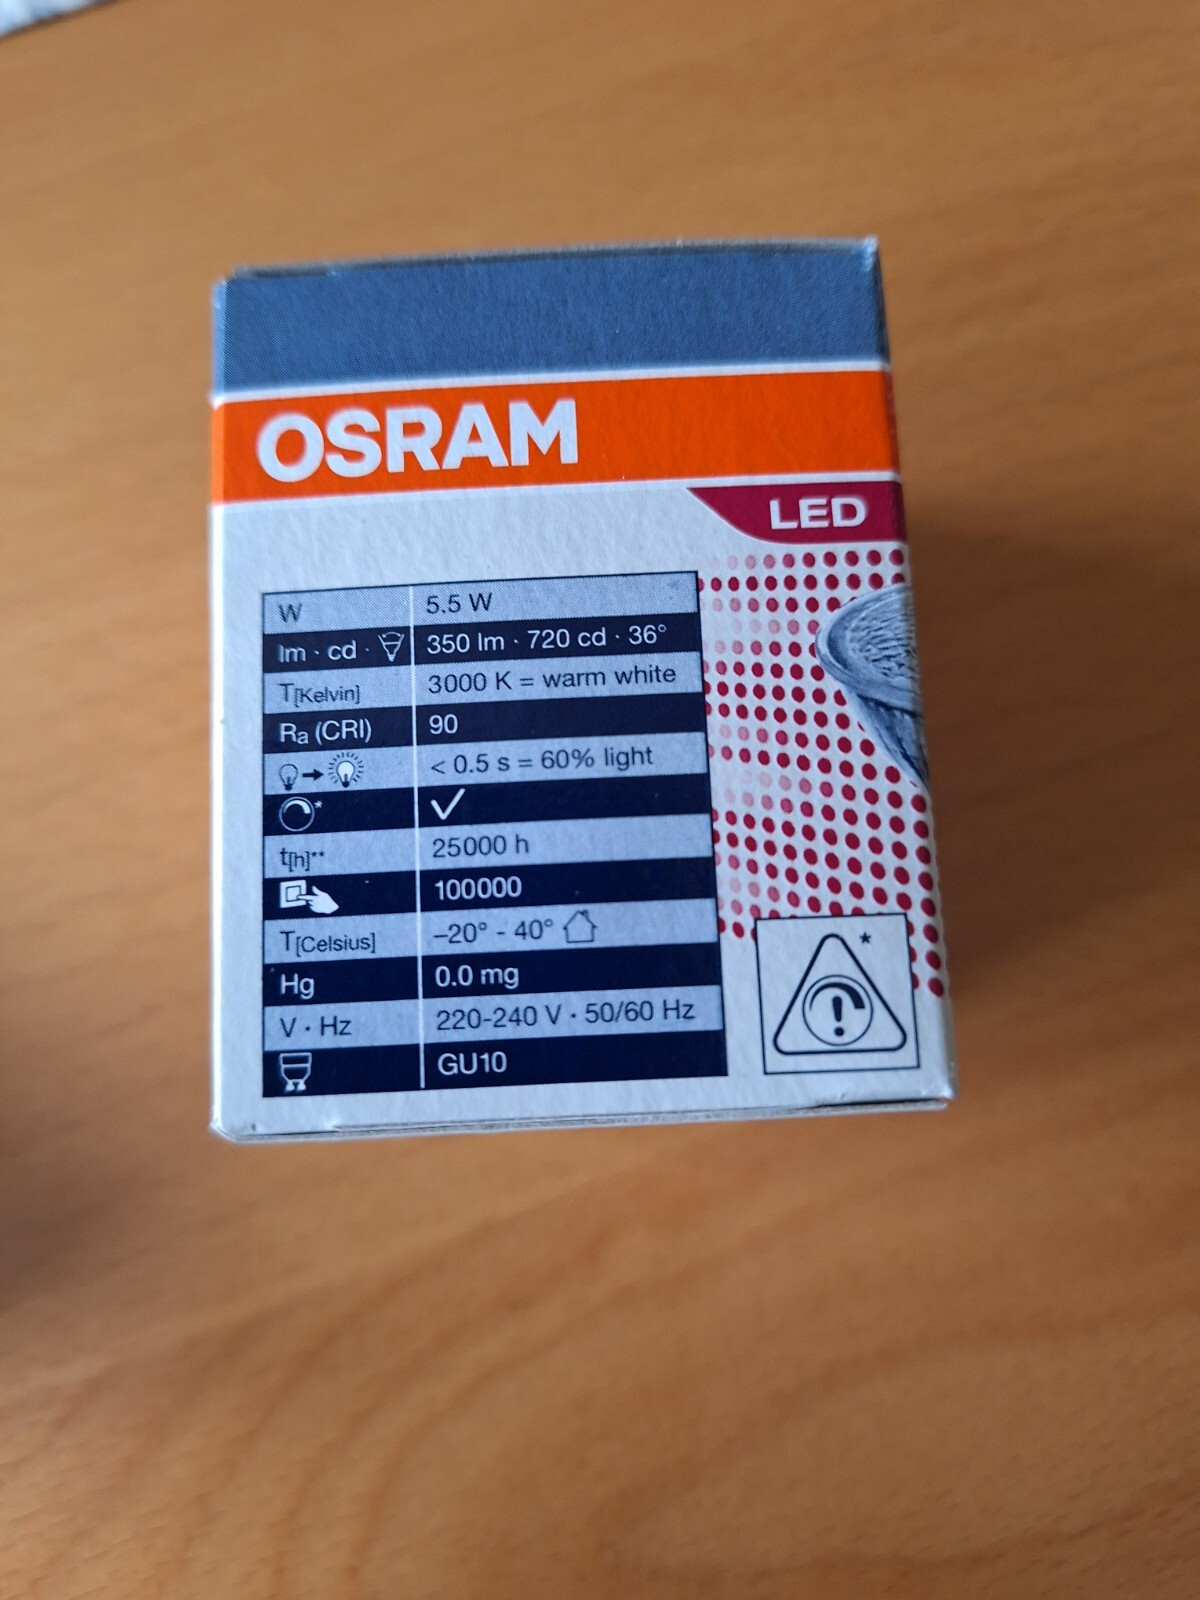 OSRAM
LED
W 5.5 W
lm · cd · 350 lm · 720 cd · 36°
T[Kelvin] 3000 K = warm white
Ra (CRI) 90
< 0.5 s = 60% light
* ✓
t[h]** 25000 h
100000
T[Celsius] –20° - 40°
Hg 0.0 mg
V · Hz 220-240 V · 50/60 Hz
GU10
! *